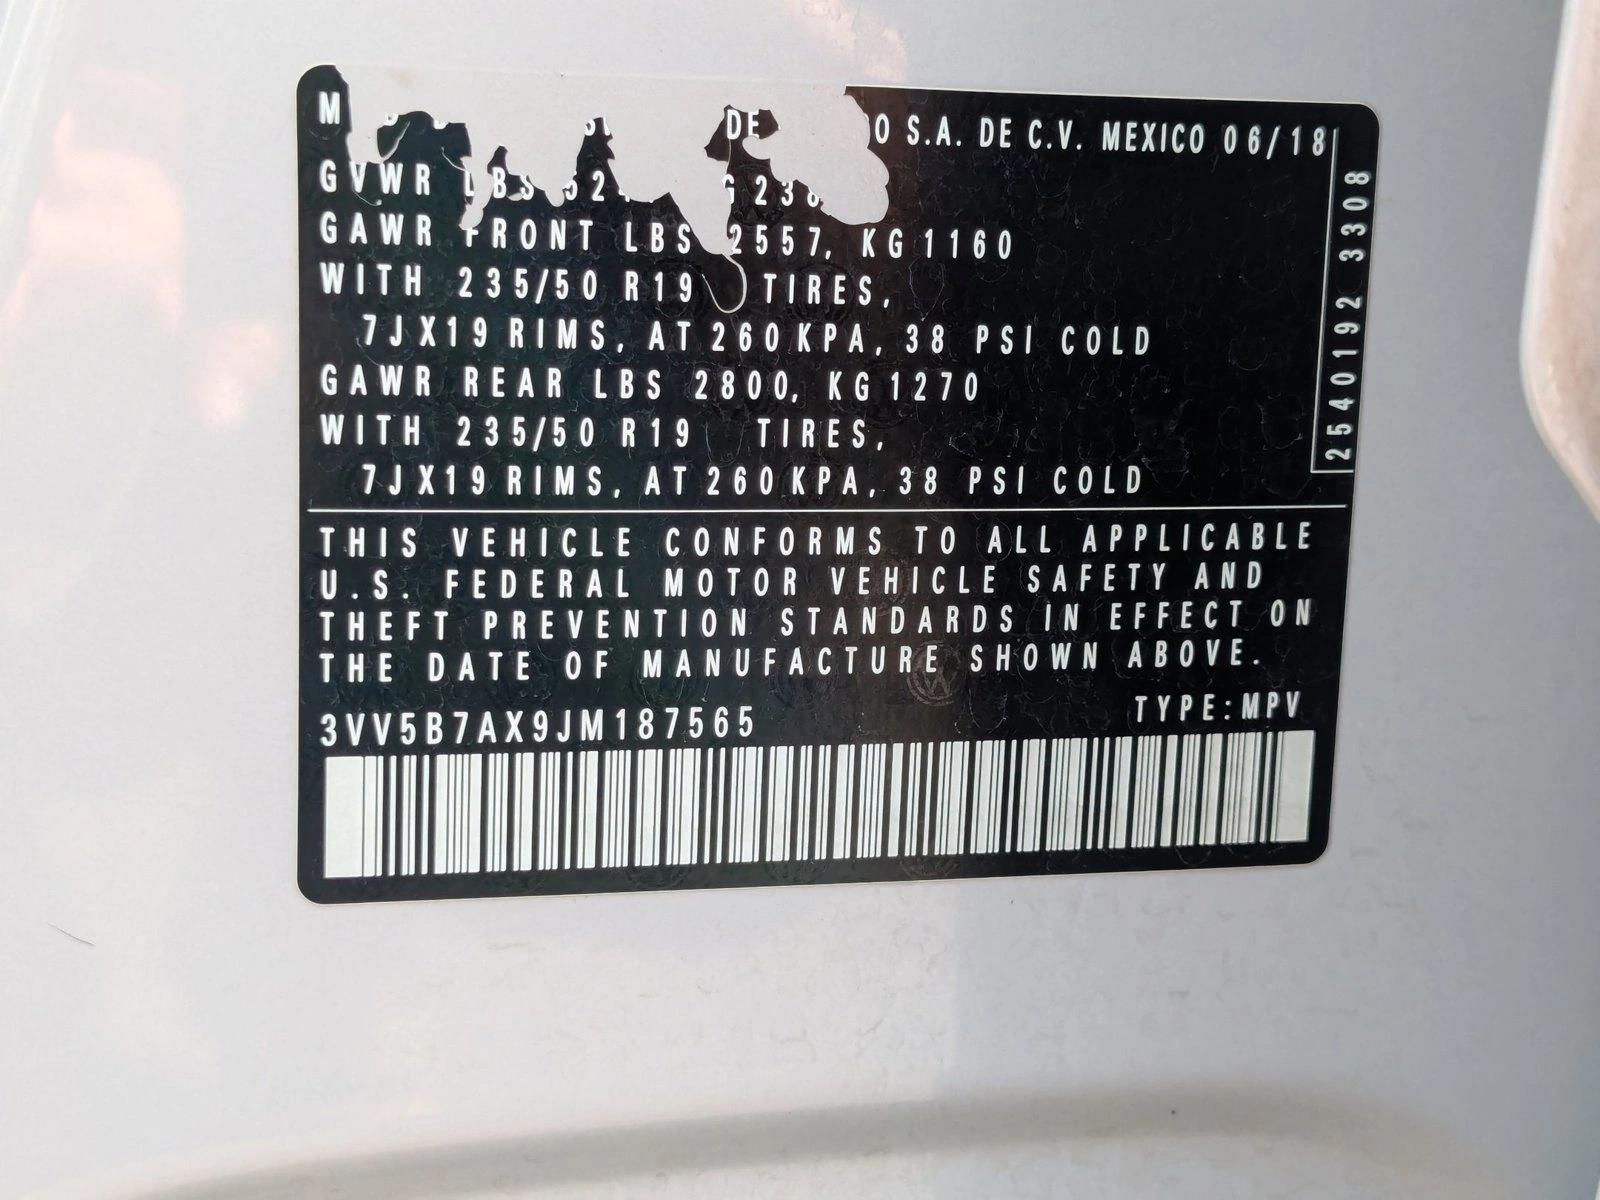 M DE S.A. DE C.V. MEXICO 06/18
GVWR LBS
GAWR FRONT LBS 2557, KG 1160
WITH 235/50 R19 TIRES,
7JX19 RIMS, AT 260 KPA, 38 PSI COLD
GAWR REAR LBS 2800, KG 1270
WITH 235/50 R19 TIRES,
7JX19 RIMS, AT 260 KPA, 38 PSI COLD
2540192 3308
THIS VEHICLE CONFORMS TO ALL APPLICABLE
U.S. FEDERAL MOTOR VEHICLE SAFETY AND
THEFT PREVENTION STANDARDS IN EFFECT ON
THE DATE OF MANUFACTURE SHOWN ABOVE.
TYPE:MPV
3VV5B7AX9JM187565